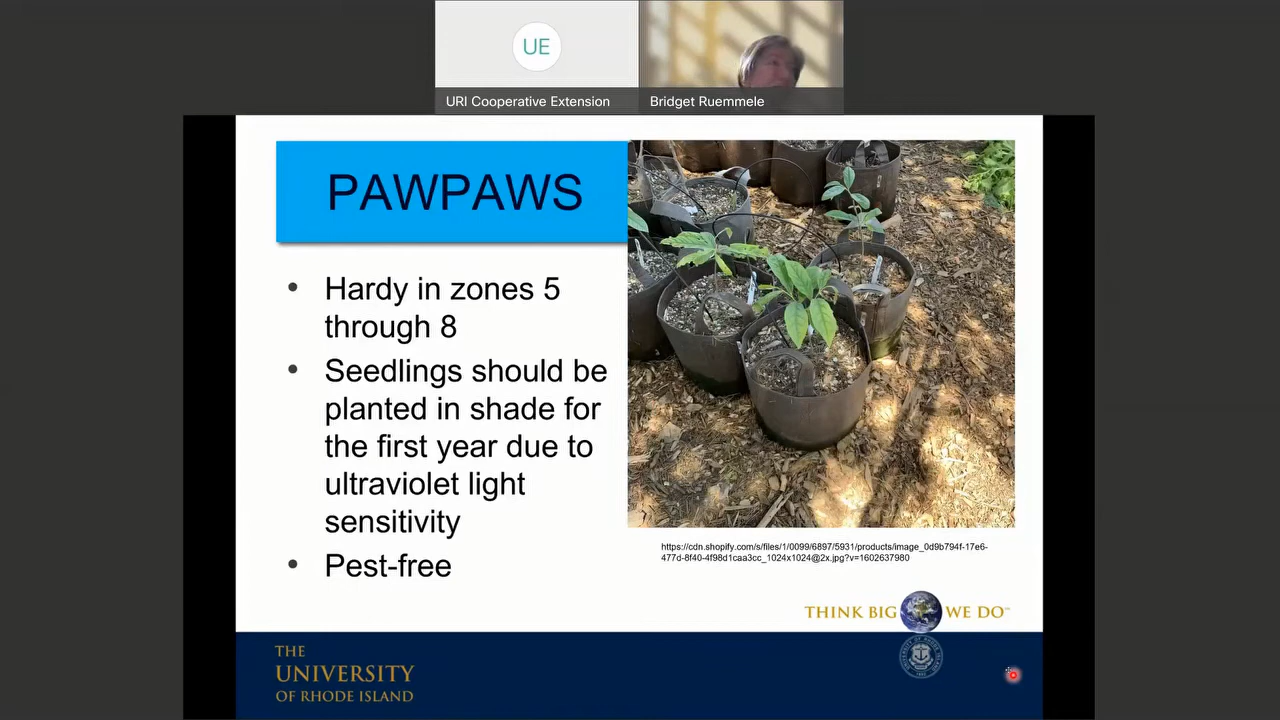 UE
URI Cooperative Extension
Bridget Ruemmele
PAWPAWS
• Hardy in zones 5
through 8
• Seedlings should be
planted in shade for
the first year due to
ultraviolet light
sensitivity
• Pest-free
https://cdn.shopify.com/s/files/1/0099/6897/5931/products/image_0d9b794f-17e6-
477d-8f40-4f98d1caa3cc_1024x1024@2x.jpg?v=1602637980
THINK BIG WE DO™
THE
UNIVERSITY
OF RHODE ISLAND